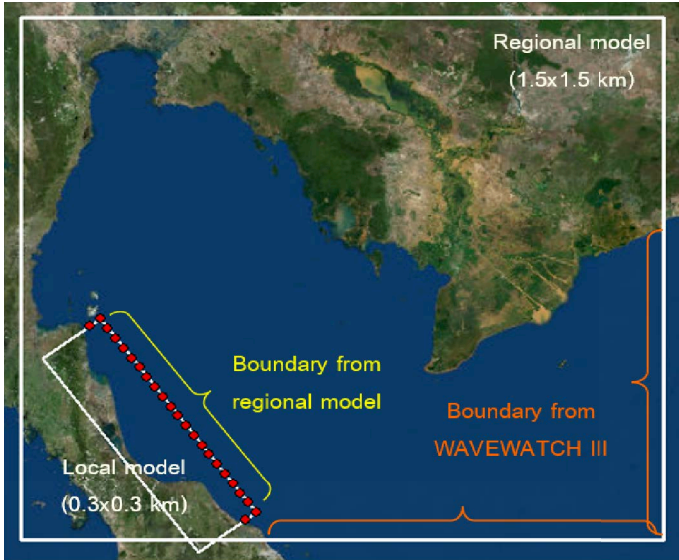 Regional model
(1.5x1.5 km)
Boundary from
regional model
Boundary from
WAVEWATCH III
Local model
(0.3x0.3 km)